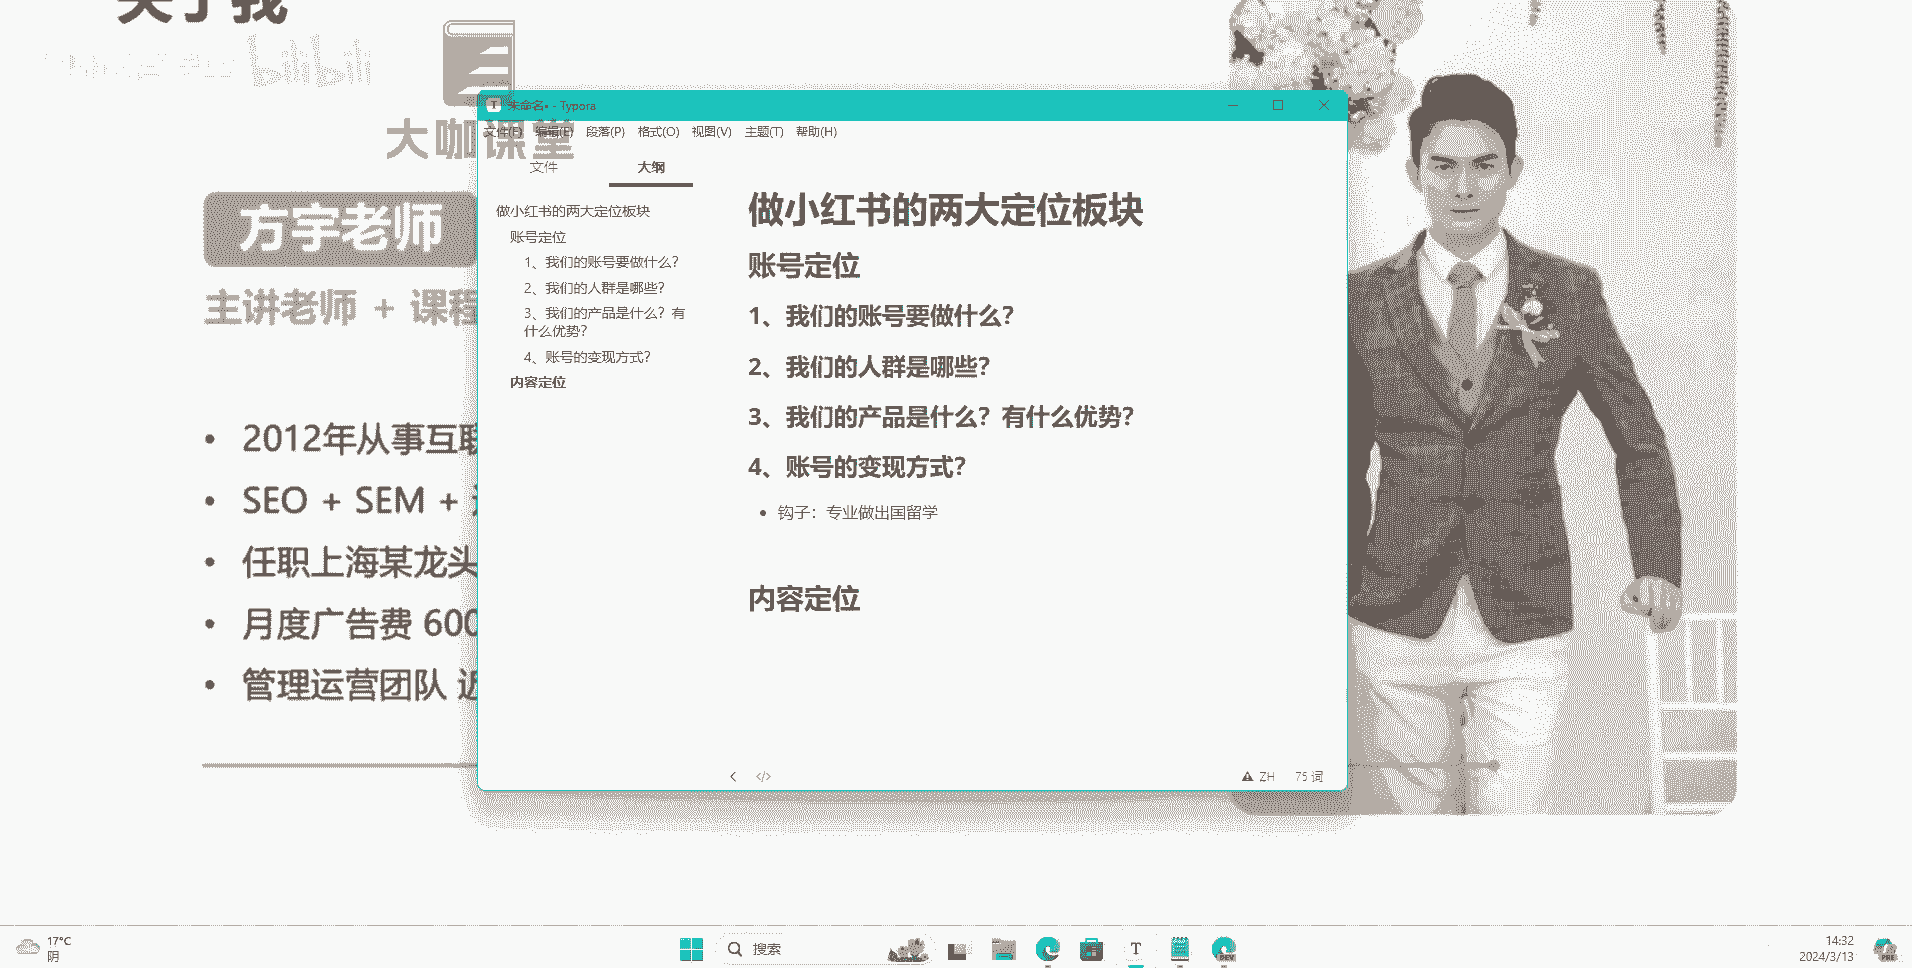 关于我
bilibili
大咖课堂
方宇老师
主讲老师 + 课程
• 2012年从事互联
• SEO + SEM +
• 任职上海某龙头
• 月度广告费 600
• 管理运营团队 近
未命名• - Typora
文件(F) 编辑(E) 段落(P) 格式(O) 视图(V) 主题(T) 帮助(H)
文件 大纲
做小红书的两大定位板块
账号定位
1、我们的账号要做什么？
2、我们的人群是哪些？
3、我们的产品是什么？有
什么优势？
4、账号的变现方式？
内容定位
做小红书的两大定位板块
账号定位
1、我们的账号要做什么？
2、我们的人群是哪些？
3、我们的产品是什么？有什么优势？
4、账号的变现方式？
• 钩子：专业做出国留学
内容定位
ZH 75 词
17°C
阴
搜索
T
DEV
14:32
2024/3/13
PRE